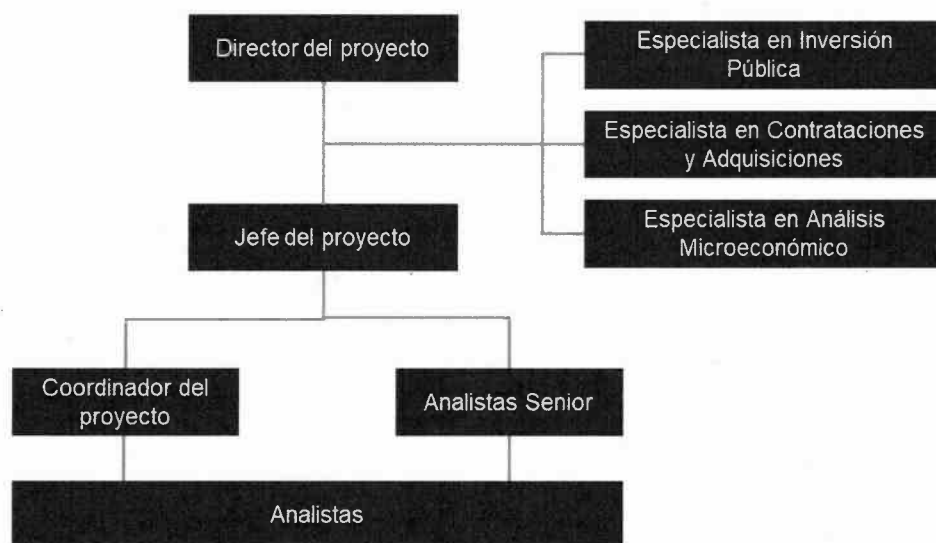 Director del proyecto
Especialista en Inversión
Pública
Especialista en Contrataciones
y Adquisiciones
Especialista en Análisis
Microeconómico
Jefe del proyecto
Coordinador del
proyecto
Analistas Senior
Analistas